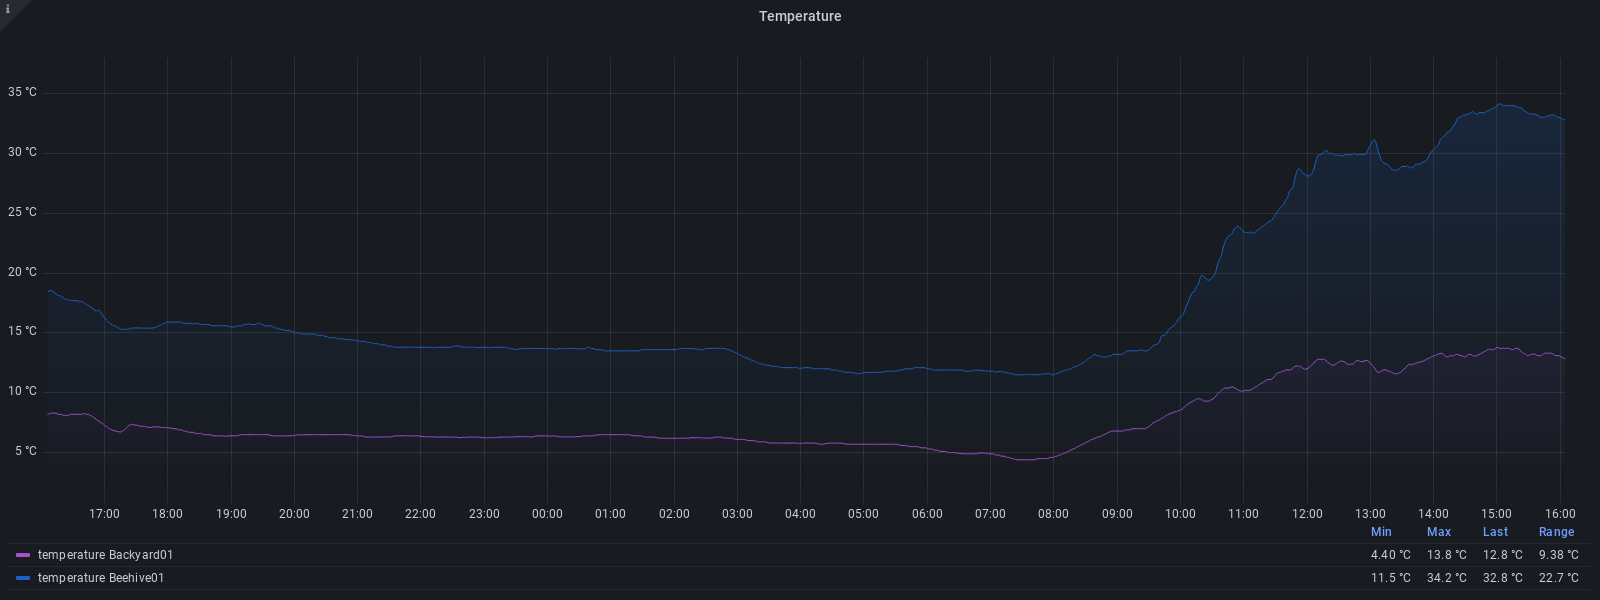 i
Temperature
35 °C
30 °C
25 °C
20 °C
15 °C
10 °C
5 °C
17:00 18:00 19:00 20:00 21:00 22:00 23:00 00:00 01:00 02:00 03:00 04:00 05:00 06:00 07:00 08:00 09:00 10:00 11:00 12:00 13:00 14:00 15:00 16:00
Min Max Last Range
temperature Backyard01 4.40 °C 13.8 °C 12.8 °C 9.38 °C
temperature Beehive01 11.5 °C 34.2 °C 32.8 °C 22.7 °C